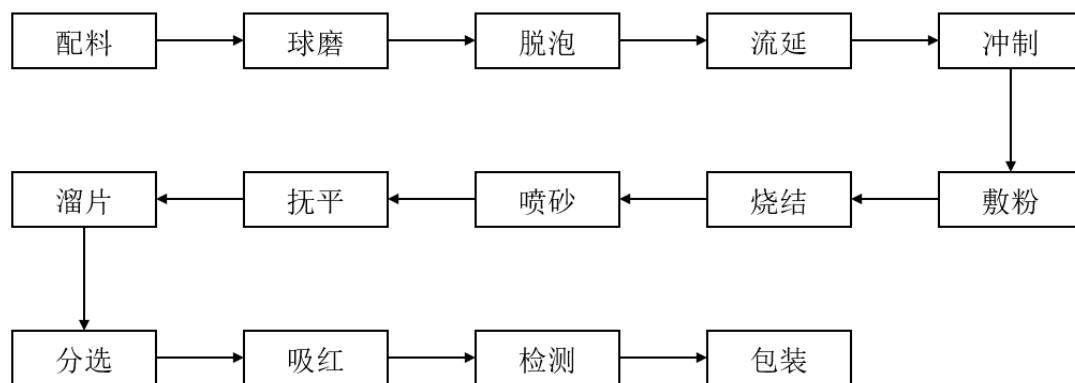 配料
球磨
脱泡
流延
冲制
敷粉
烧结
喷砂
抚平
溜片
分选
吸红
检测
包装